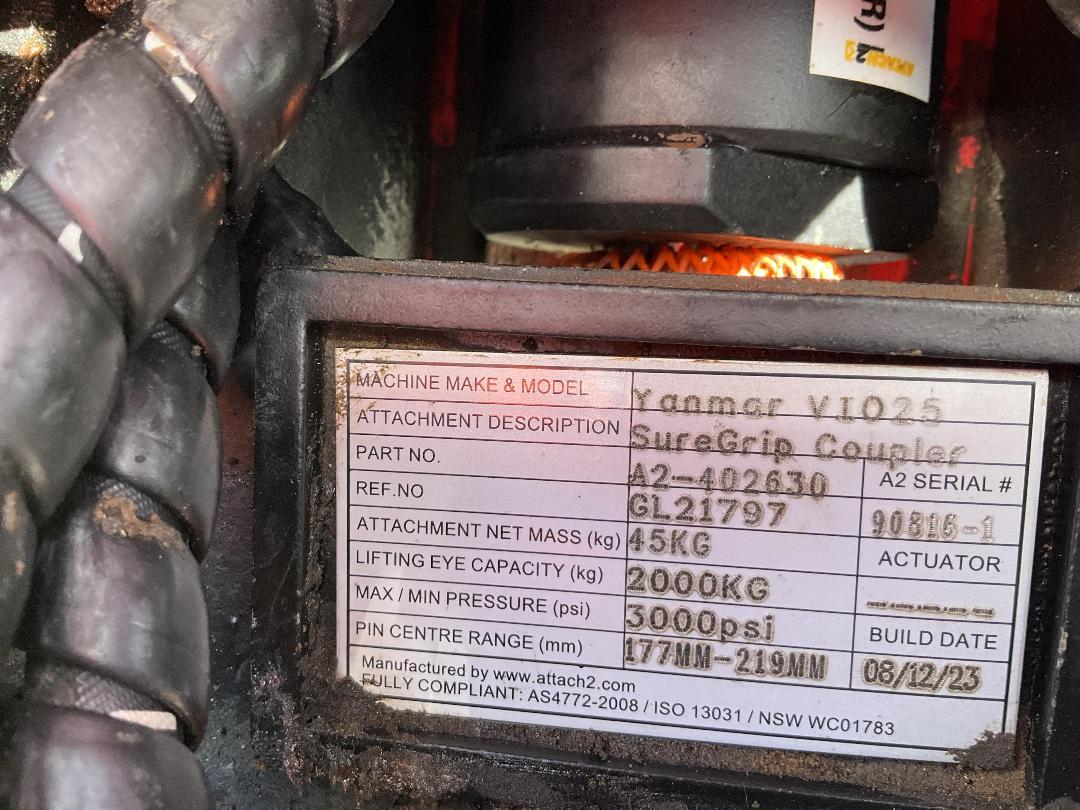 R)
MACHINE MAKE & MODEL Yanmar VIO25
ATTACHMENT DESCRIPTION SureGrip Coupler
PART NO. A2-402630 A2 SERIAL #
REF.NO GL21797 90816-1
ATTACHMENT NET MASS (kg) 45KG ACTUATOR
LIFTING EYE CAPACITY (kg) 2000KG ------
MAX / MIN PRESSURE (psi) 3000psi BUILD DATE
PIN CENTRE RANGE (mm) 177MM-219MM 08/12/23
Manufactured by www.attach2.com
FULLY COMPLIANT: AS4772-2008 / ISO 13031 / NSW WC01783